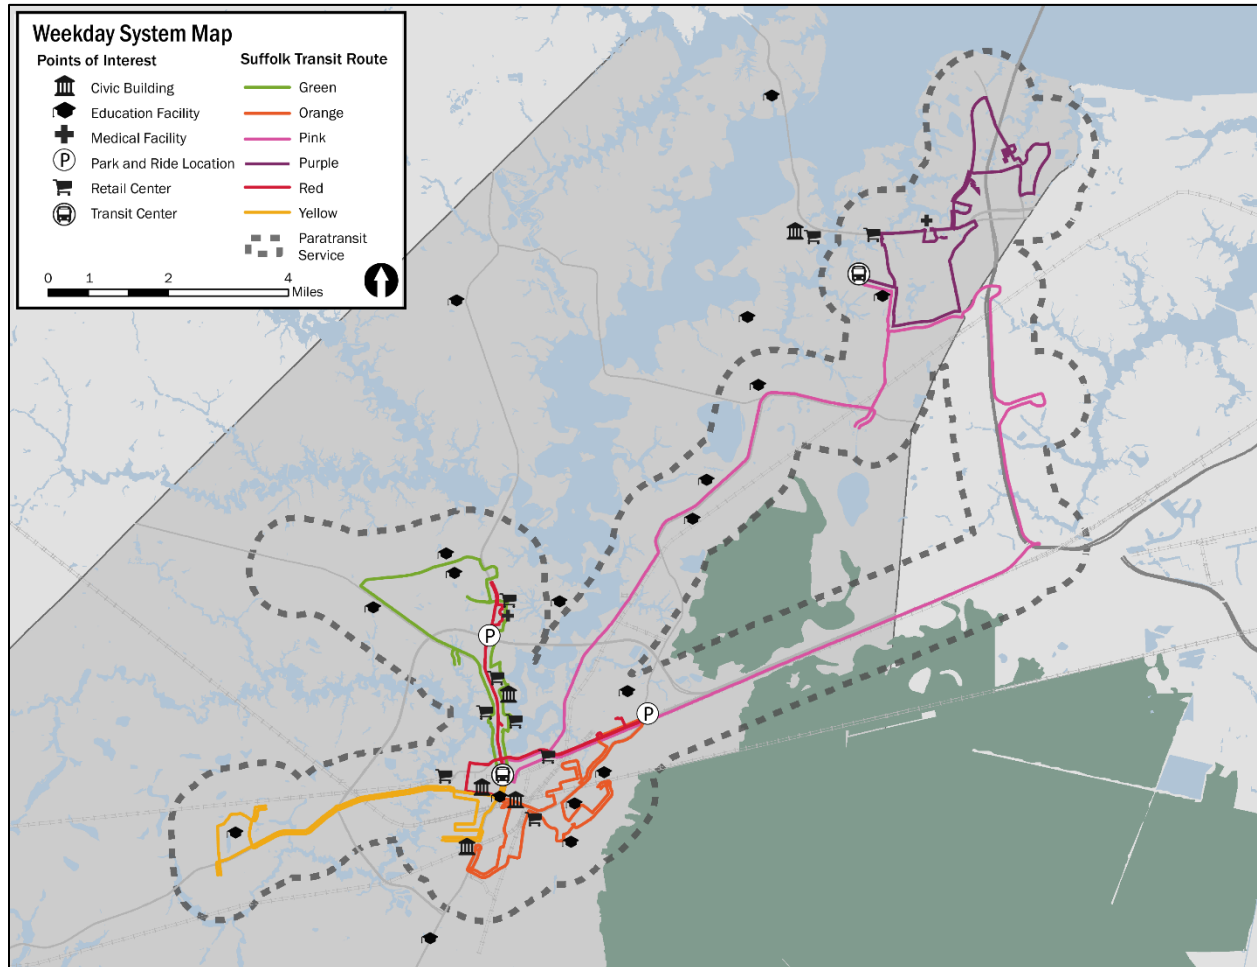 Weekday System Map
Points of Interest
Civic Building
Education Facility
Medical Facility
P Park and Ride Location
Retail Center
Transit Center
Suffolk Transit Route
Green
Orange
Pink
Purple
Red
Yellow
Paratransit
Service
0 1 2 4
Miles
P
P